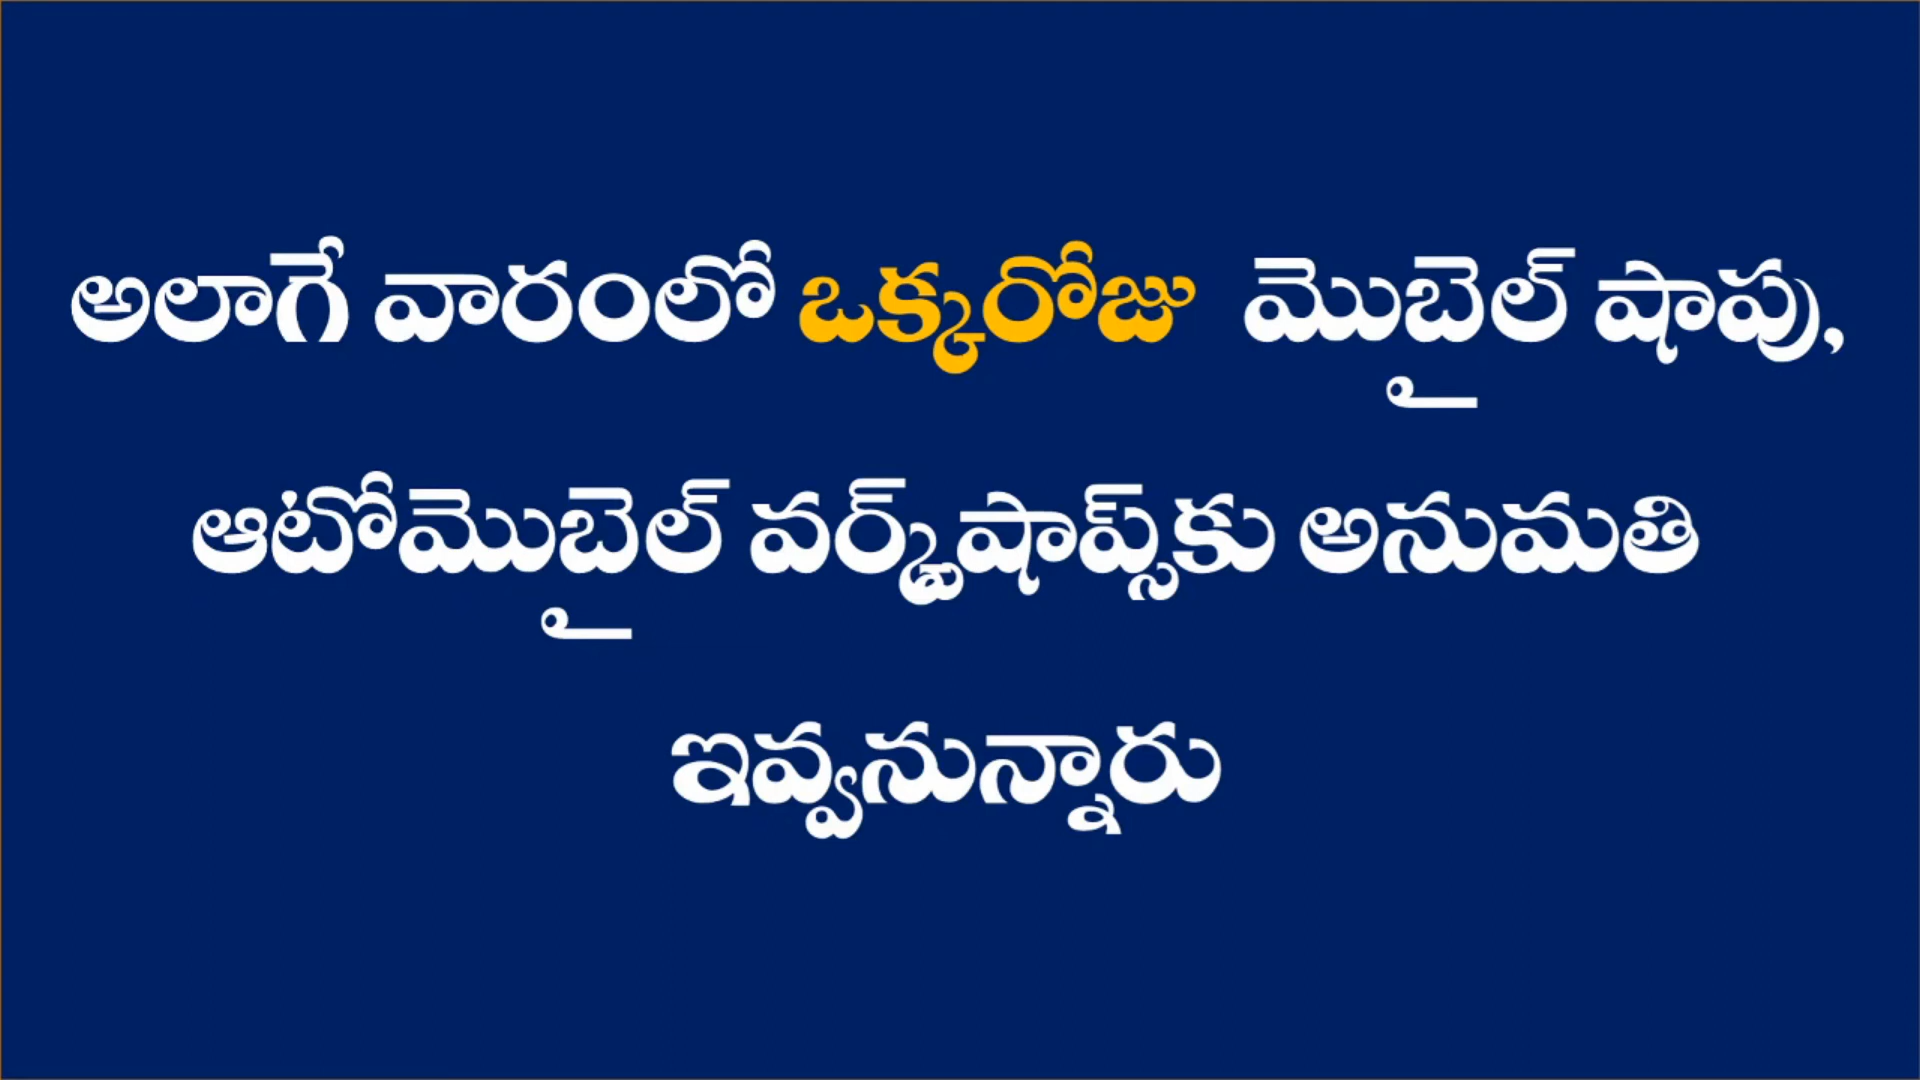 అలాగే వారంలో ఒక్కరోజు మొబైల్ షాపు,
ఆటోమొబైల్ వర్క్‌షాప్స్‌కు అనుమతి
ఇవ్వనున్నారు